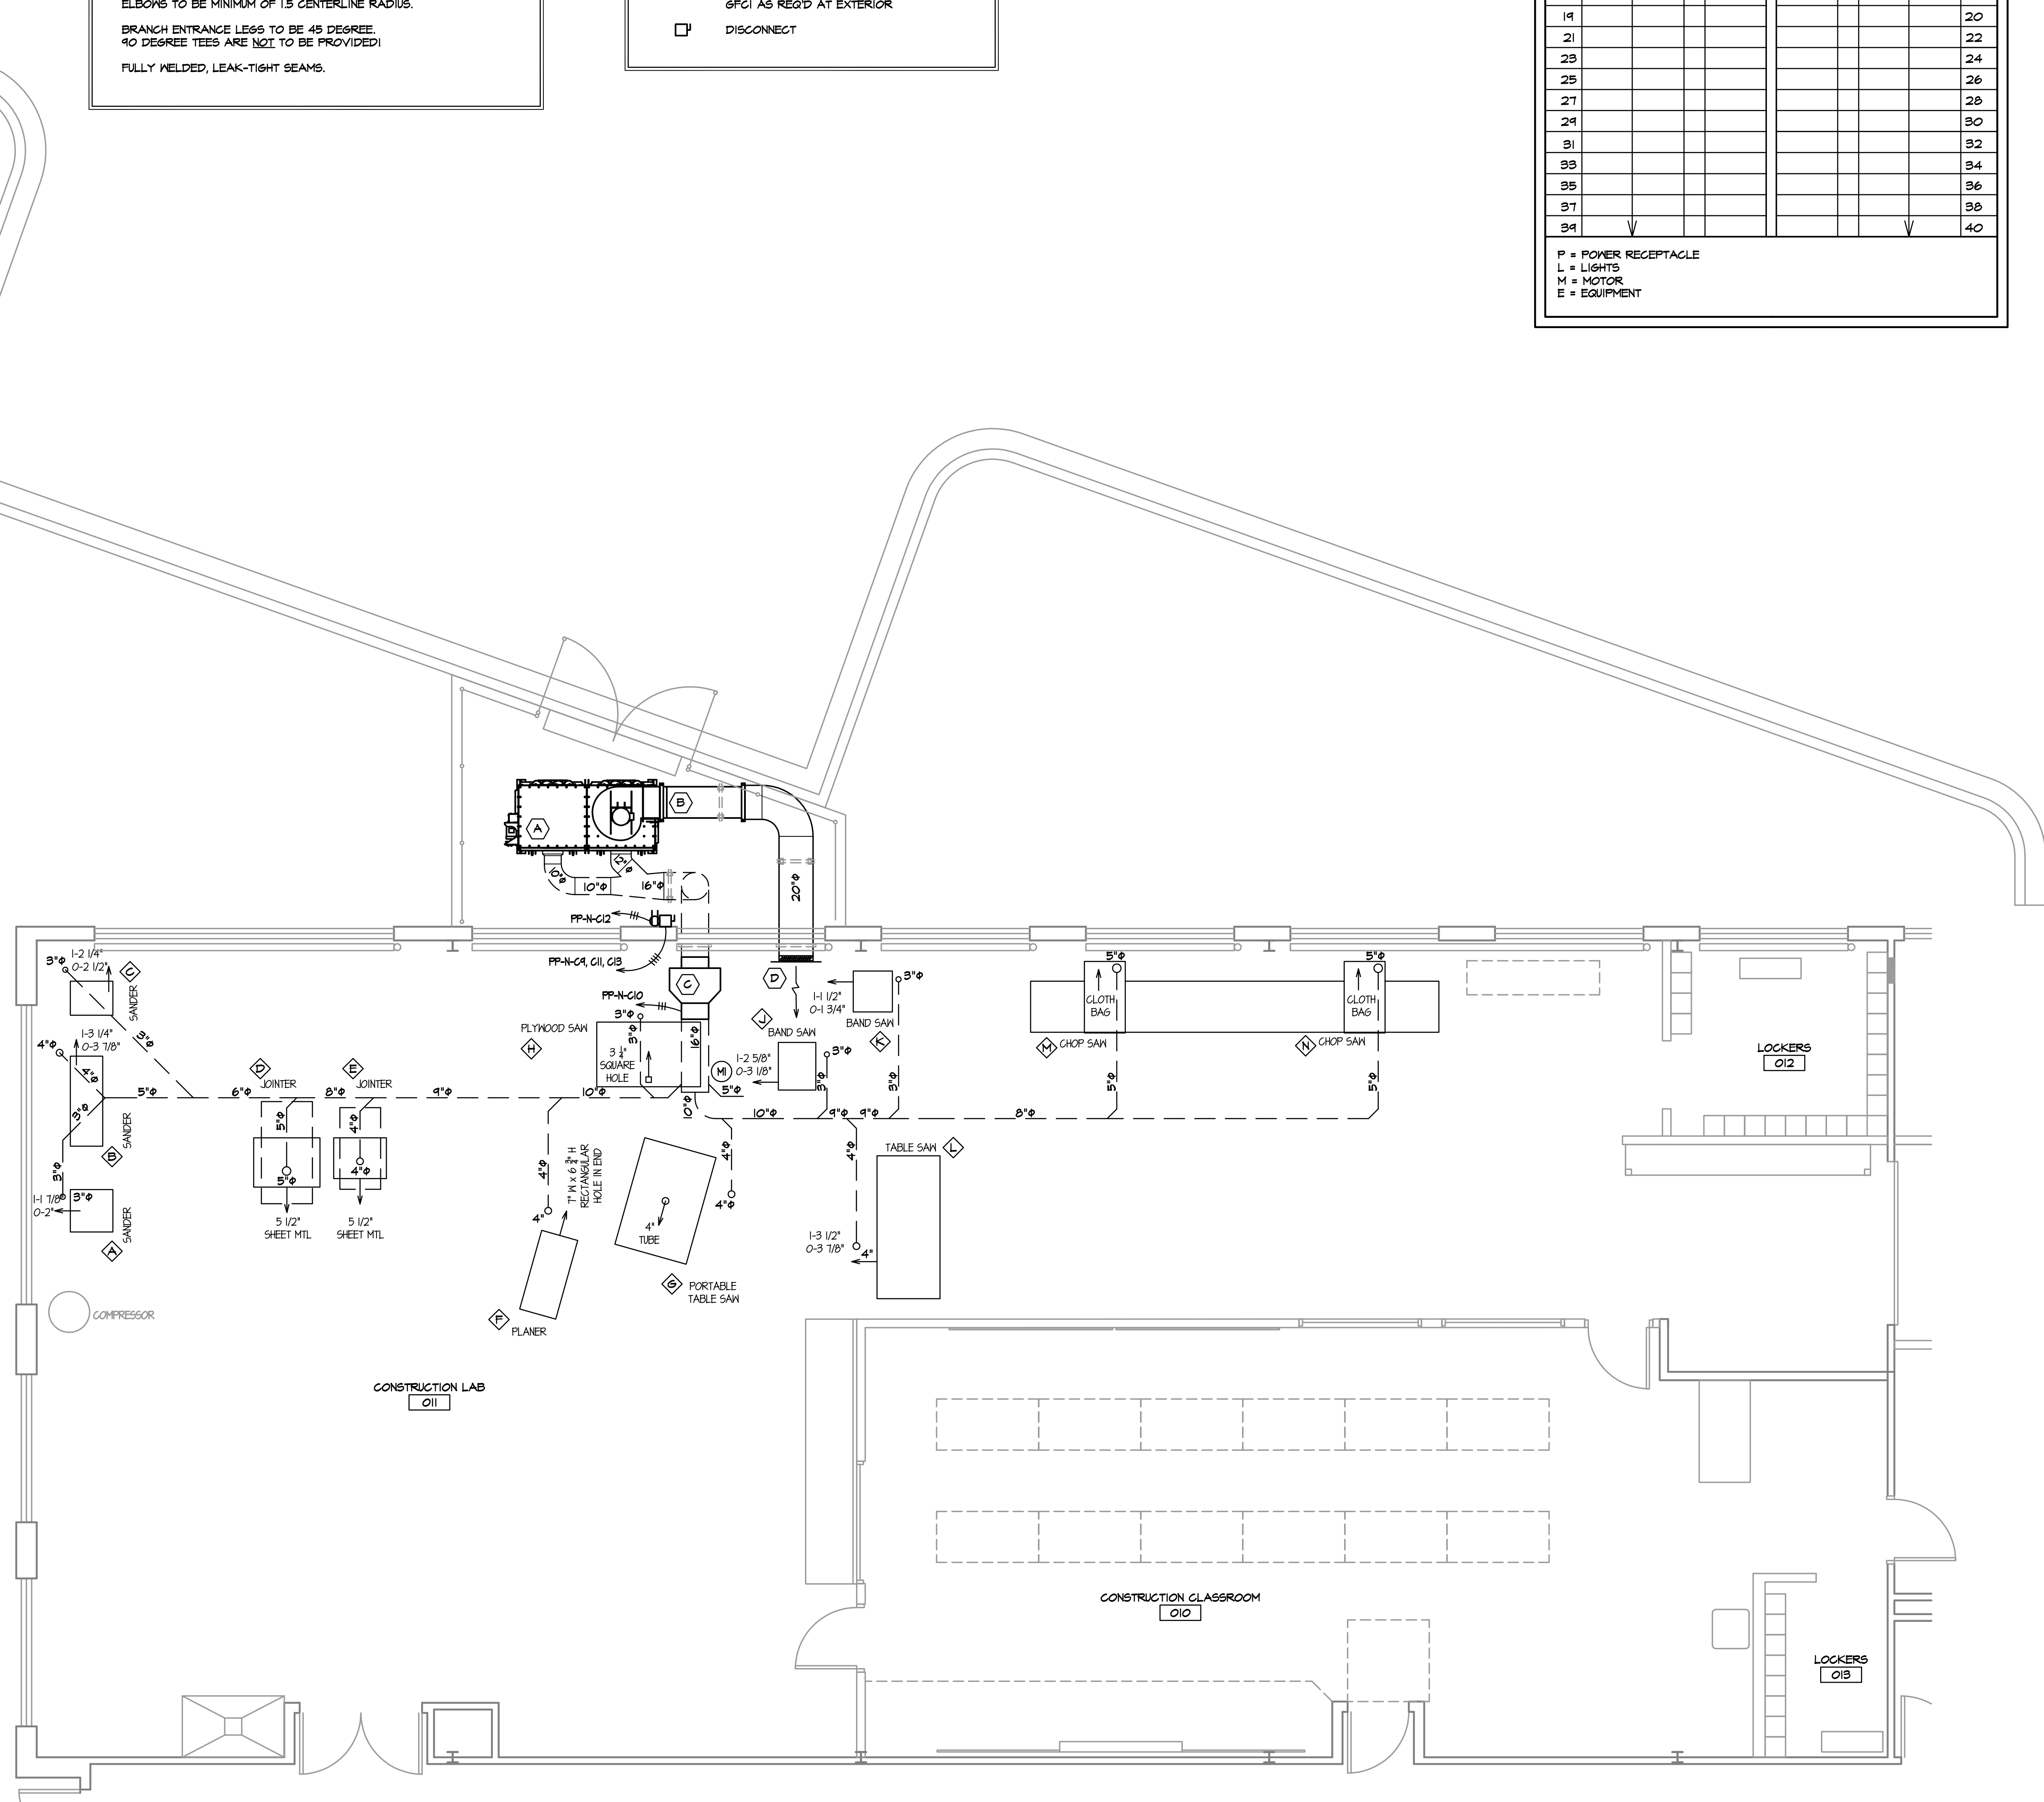 ELBOWS TO BE MINIMUM OF 1.5 CENTERLINE RADIUS.
BRANCH ENTRANCE LEGS TO BE 45 DEGREE.
90 DEGREE TEES ARE NOT TO BE PROVIDED!
FULLY WELDED, LEAK-TIGHT SEAMS.
GFCI AS REQ'D AT EXTERIOR
DISCONNECT
19 20
21 22
23 24
25 26
27 28
29 30
31 32
33 34
35 36
37 38
39 40
P = POWER RECEPTACLE
L = LIGHTS
M = MOTOR
E = EQUIPMENT
A
B
10"ϕ
10"ϕ
12"ϕ
16"ϕ
20"ϕ
PP-N-C12
PP-N-C9, C11, C13
PP-N-C10
C
D
1-2 1/4"
0-2 1/2"
3"ϕ
C
SANDER
3"ϕ
1-3 1/4"
0-3 7/8"
4"ϕ
4"ϕ
3"ϕ
B
SANDER
3"ϕ
1-1 7/8"
0-2"
3"ϕ
A
SANDER
5"ϕ
6"ϕ
8"ϕ
9"ϕ
10"ϕ
D
JOINTER
5"ϕ
5"ϕ
5 1/2"
SHEET MTL
E
JOINTER
4"ϕ
4"ϕ
5 1/2"
SHEET MTL
PLYWOOD SAW
H
3"ϕ
3"ϕ
3 1/4"
SQUARE
HOLE
16"ϕ
M1
5"ϕ
10"ϕ
4"ϕ
4"
7" W x 6 3/4" H
RECTANGULAR
HOLE IN END
F
PLANER
4"
TUBE
G
PORTABLE
TABLE SAW
4"ϕ
4"ϕ
J
BAND SAW
1-2 5/8"
0-3 1/8"
3"ϕ
3"ϕ
1-1 1/2"
0-1 3/4"
BAND SAW
K
3"ϕ
3"ϕ
10"ϕ
9"ϕ
9"ϕ
8"ϕ
4"ϕ
TABLE SAW
L
1-3 1/2"
0-3 7/8"
4"
5"ϕ
CLOTH
BAG
M
CHOP SAW
5"ϕ
5"ϕ
CLOTH
BAG
N
CHOP SAW
5"ϕ
LOCKERS
012
COMPRESSOR
CONSTRUCTION LAB
011
CONSTRUCTION CLASSROOM
010
LOCKERS
013